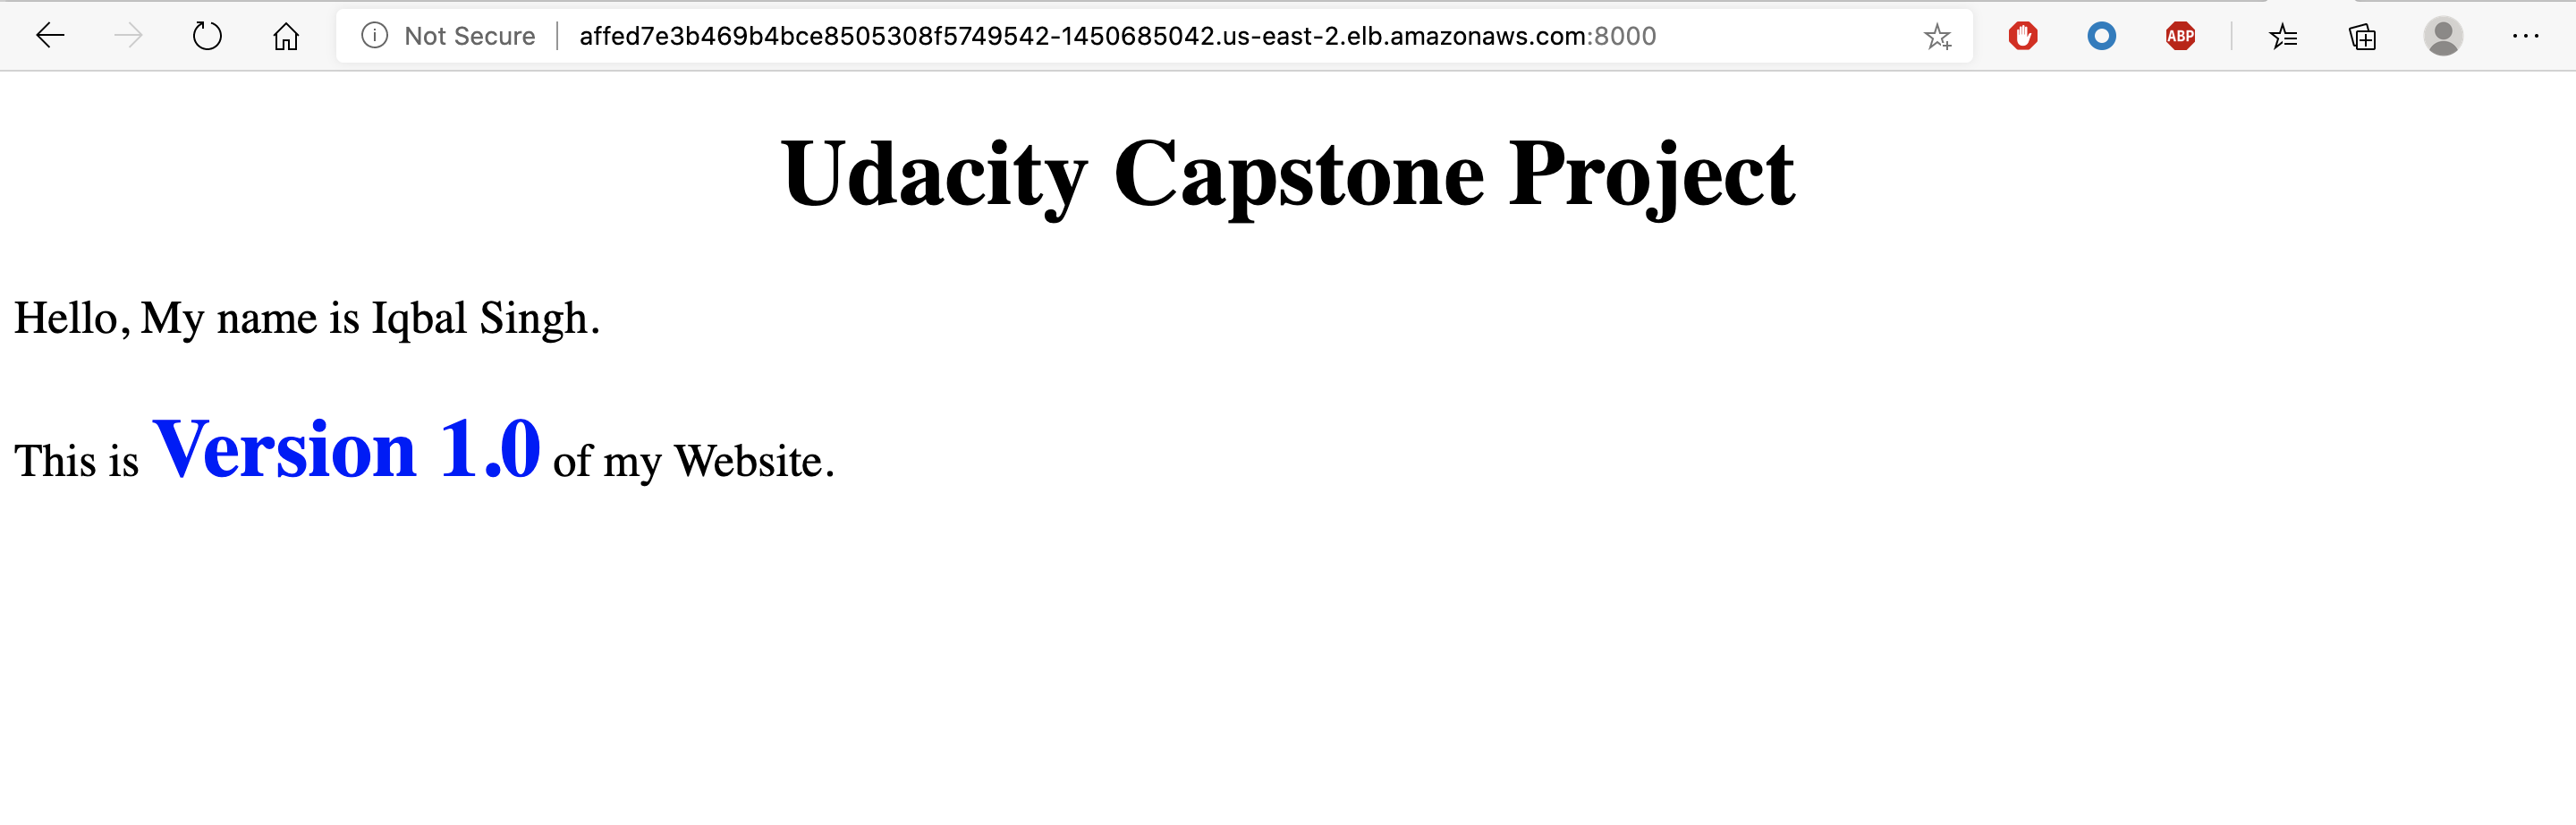 Not Secure affed7e3b469b4bce8505308f5749542-1450685042.us-east-2.elb.amazonaws.com:8000
ABP
Udacity Capstone Project
Hello, My name is Iqbal Singh.
This is Version 1.0 of my Website.